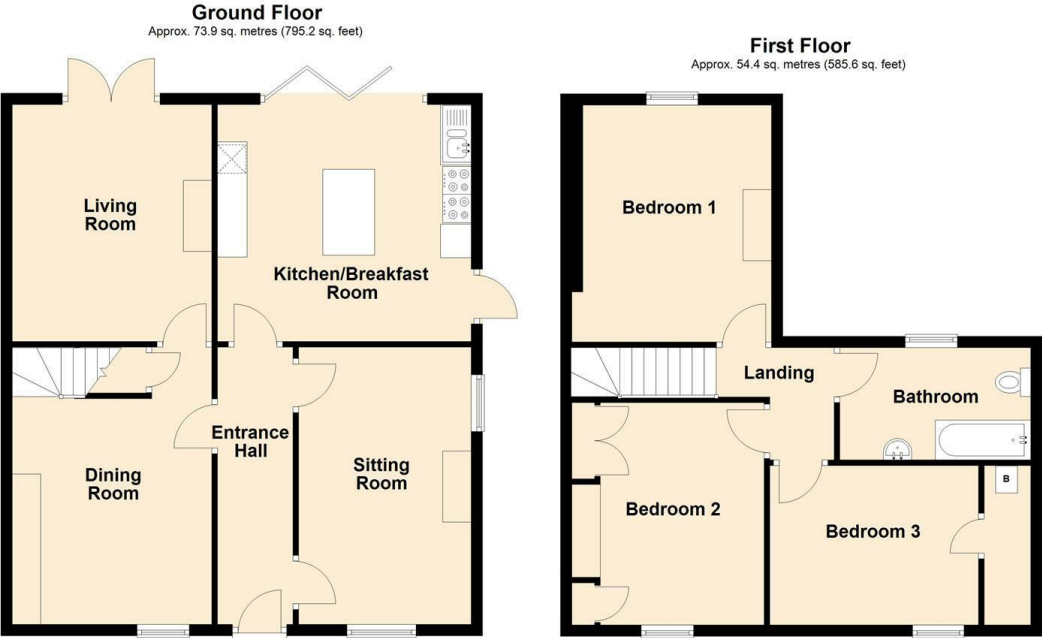 Ground Floor
Approx. 73.9 sq. metres (795.2 sq. feet)
Living
Room
Kitchen/Breakfast
Room
Entrance
Hall
Dining
Room
Sitting
Room
First Floor
Approx. 54.4 sq. metres (585.6 sq. feet)
Bedroom 1
Landing
Bathroom
Bedroom 2
Bedroom 3
B